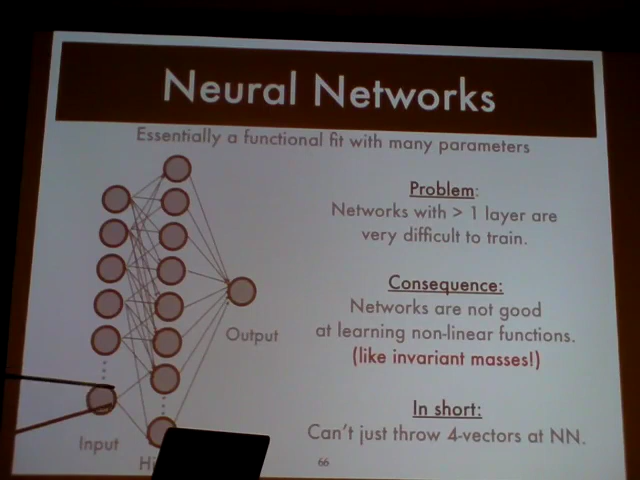 Neural Networks
Essentially a functional fit with many parameters
Problem:
Networks with > 1 layer are
very difficult to train.
Consequence:
Networks are not good
at learning non-linear functions.
(like invariant masses!)
In short:
Can't just throw 4-vectors at NN.
Output
Input
66